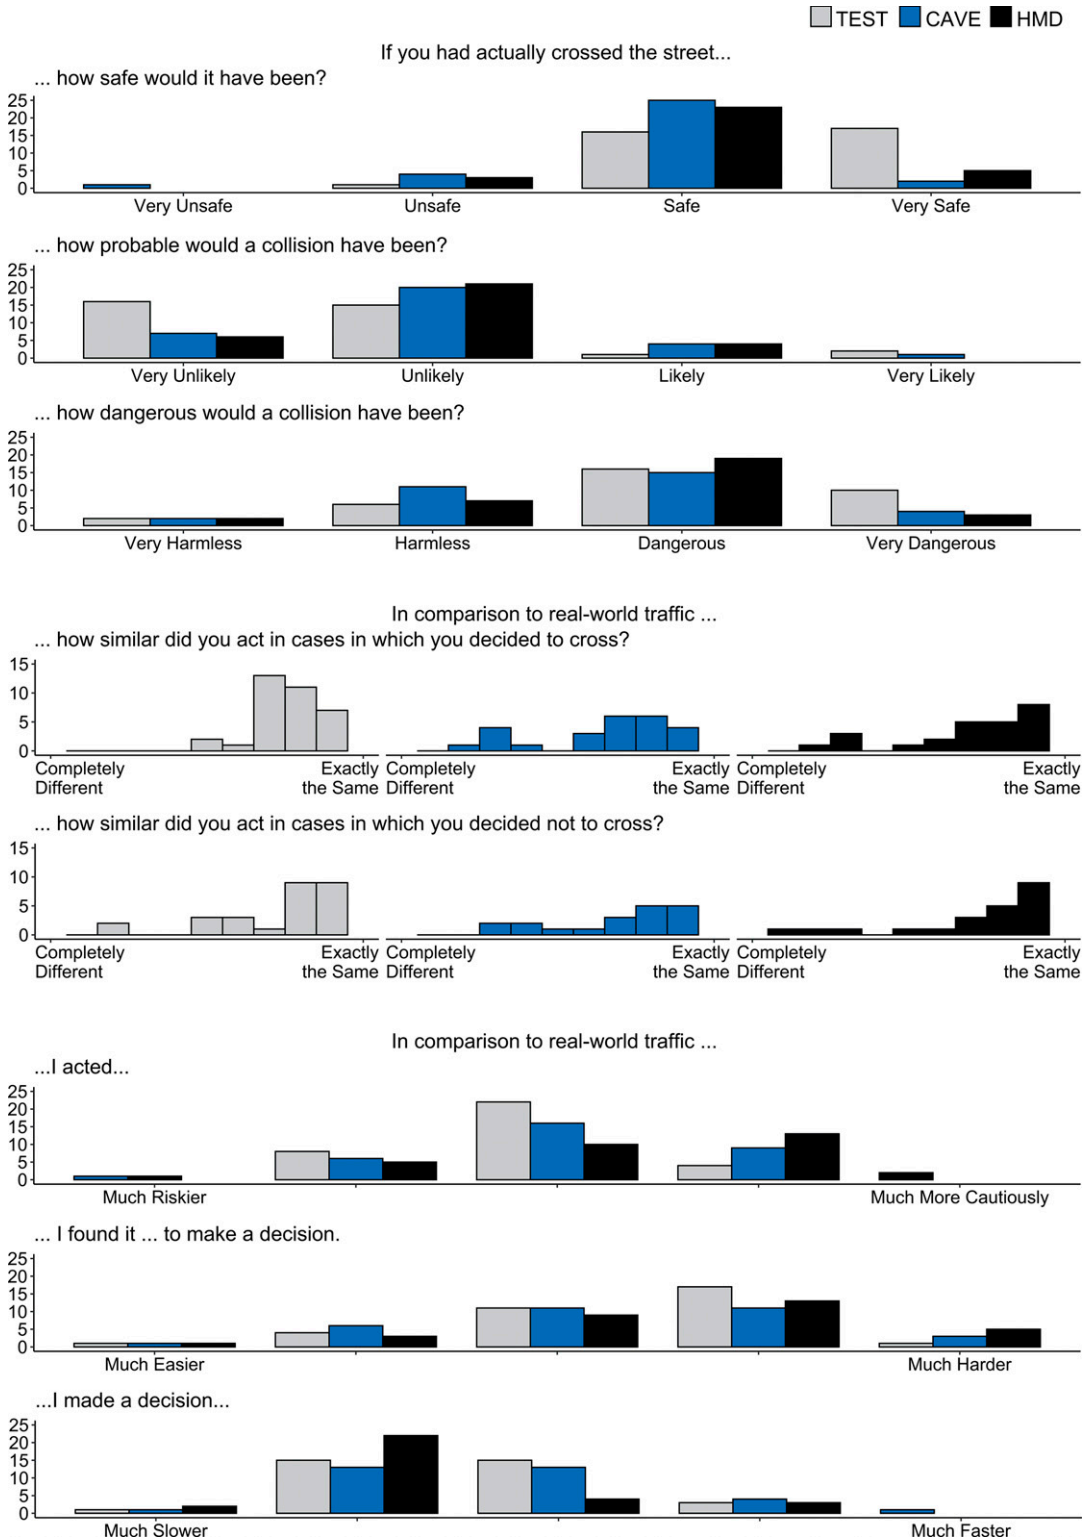 TEST CAVE HMD
If you had actually crossed the street...
... how safe would it have been?
25
20
15
10
5
0
Very Unsafe Unsafe Safe Very Safe
... how probable would a collision have been?
25
20
15
10
5
0
Very Unlikely Unlikely Likely Very Likely
... how dangerous would a collision have been?
25
20
15
10
5
0
Very Harmless Harmless Dangerous Very Dangerous
In comparison to real-world traffic ...
... how similar did you act in cases in which you decided to cross?
15
10
5
0
Completely Exactly Completely Exactly Completely Exactly
Different the Same Different the Same Different the Same
... how similar did you act in cases in which you decided not to cross?
15
10
5
0
Completely Exactly Completely Exactly Completely Exactly
Different the Same Different the Same Different the Same
In comparison to real-world traffic ...
...I acted...
25
20
15
10
5
0
Much Riskier Much More Cautiously
... I found it ... to make a decision.
25
20
15
10
5
0
Much Easier Much Harder
...I made a decision...
25
20
15
10
5
0
Much Slower Much Faster